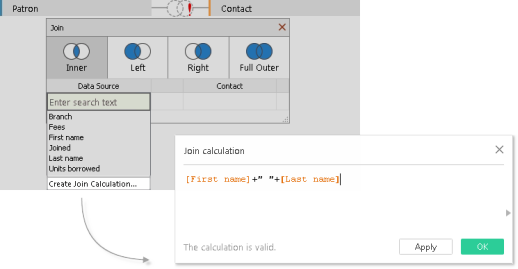 Patron Contact
Join
Inner Left Right Full Outer
Data Source Contact
Enter search text
Branch
Fees
First name
Joined
Last name
Units borrowed
Create Join Calculation...
Join calculation
[First name]+" "+[Last name]
The calculation is valid.
Apply OK